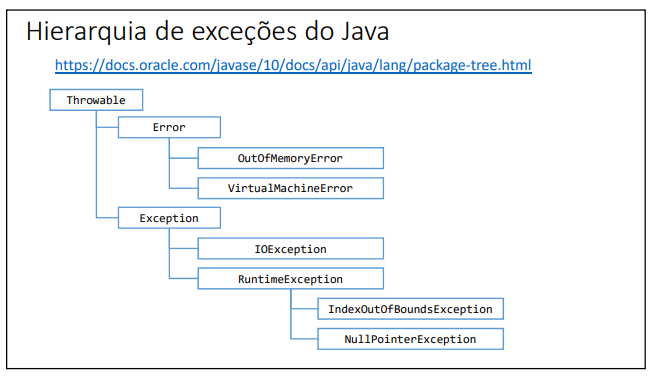 Hierarquia de exceções do Java
https://docs.oracle.com/javase/10/docs/api/java/lang/package-tree.html
Throwable
Error
OutOfMemoryError
VirtualMachineError
Exception
IOException
RuntimeException
IndexOutOfBoundsException
NullPointerException